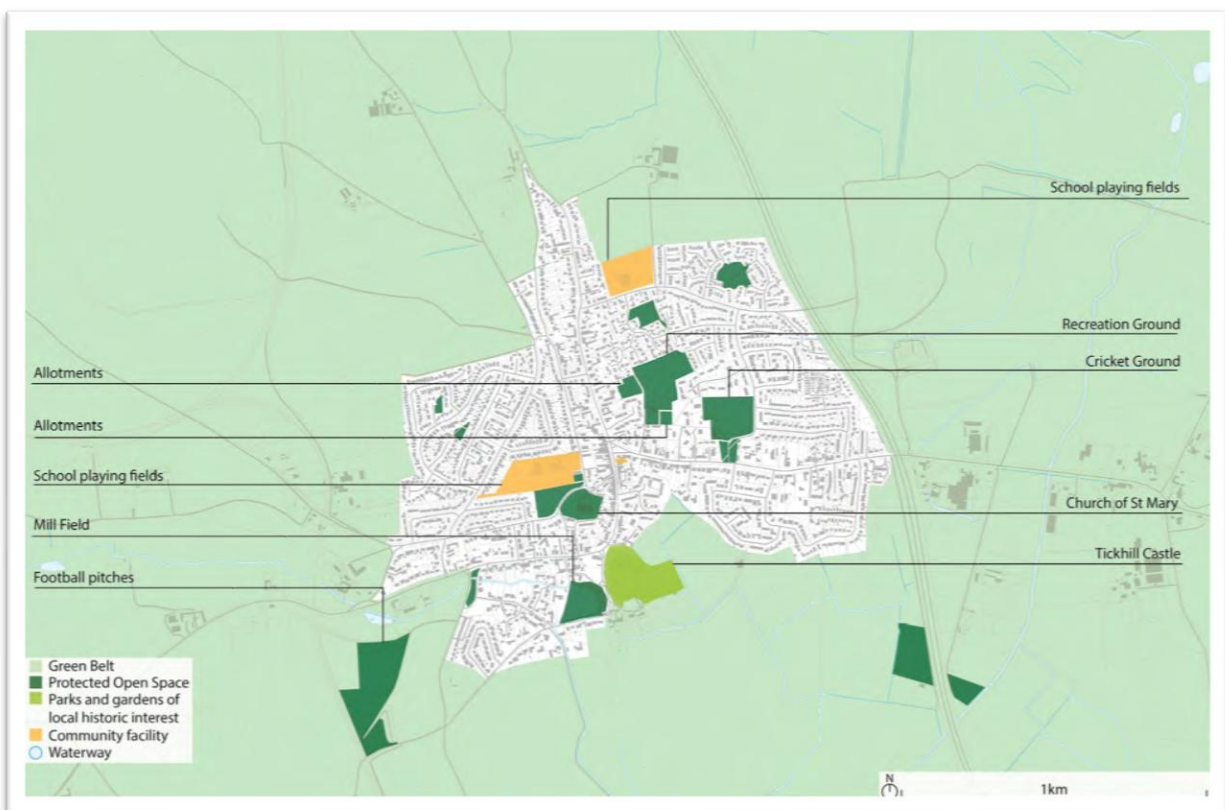 School playing fields
Recreation Ground
Cricket Ground
Allotments
Allotments
School playing fields
Church of St Mary
Mill Field
Tickhill Castle
Football pitches
Green Belt
Protected Open Space
Parks and gardens of
local historic interest
Community facility
Waterway
N
1km